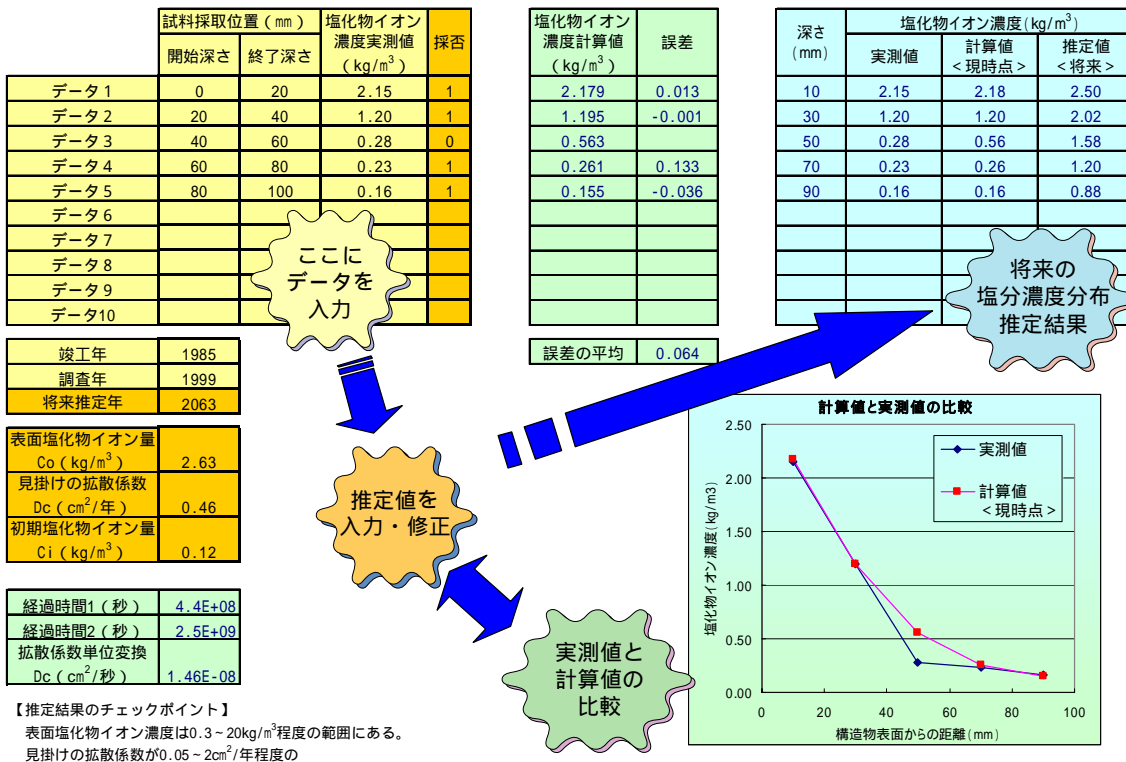 試料採取位置（mm） 塩化物イオン濃度実測値（kg/m³） 採否
開始深さ 終了深さ
データ1 0 20 2.15 1
データ2 20 40 1.20 1
データ3 40 60 0.28 0
データ4 60 80 0.23 1
データ5 80 100 0.16 1
データ6
データ7
データ8
データ9
データ10
塩化物イオン濃度計算値（kg/m³） 誤差
2.179 0.013
1.195 -0.001
0.563
0.261 0.133
0.155 -0.036
誤差の平均 0.064
深さ(mm) 塩化物イオン濃度(kg/m³)
実測値 計算値<現時点> 推定値<将来>
10 2.15 2.18 2.50
30 1.20 1.20 2.02
50 0.28 0.56 1.58
70 0.23 0.26 1.20
90 0.16 0.16 0.88
ここに
データを
入力
将来の
塩分濃度分布
推定結果
竣工年 1985
調査年 1999
将来推定年 2063
表面塩化物イオン量
Co（kg/m³） 2.63
見掛けの拡散係数
Dc（cm²/年） 0.46
初期塩化物イオン量
Ci（kg/m³） 0.12
推定値を
入力・修正
経過時間1（秒） 4.4E+08
経過時間2（秒） 2.5E+09
拡散係数単位変換
Dc（cm²/秒） 1.46E-08
実測値と
計算値の
比較
計算値と実測値の比較
塩化物イオン濃度(kg/m3)
2.50
2.00
1.50
1.00
0.50
0.00
0 20 40 60 80 100
構造物表面からの距離(mm)
実測値
計算値
<現時点>
【推定結果のチェックポイント】
表面塩化物イオン濃度は0.3~20kg/m³程度の範囲にある。
見掛けの拡散係数が0.05~2cm²/年程度の